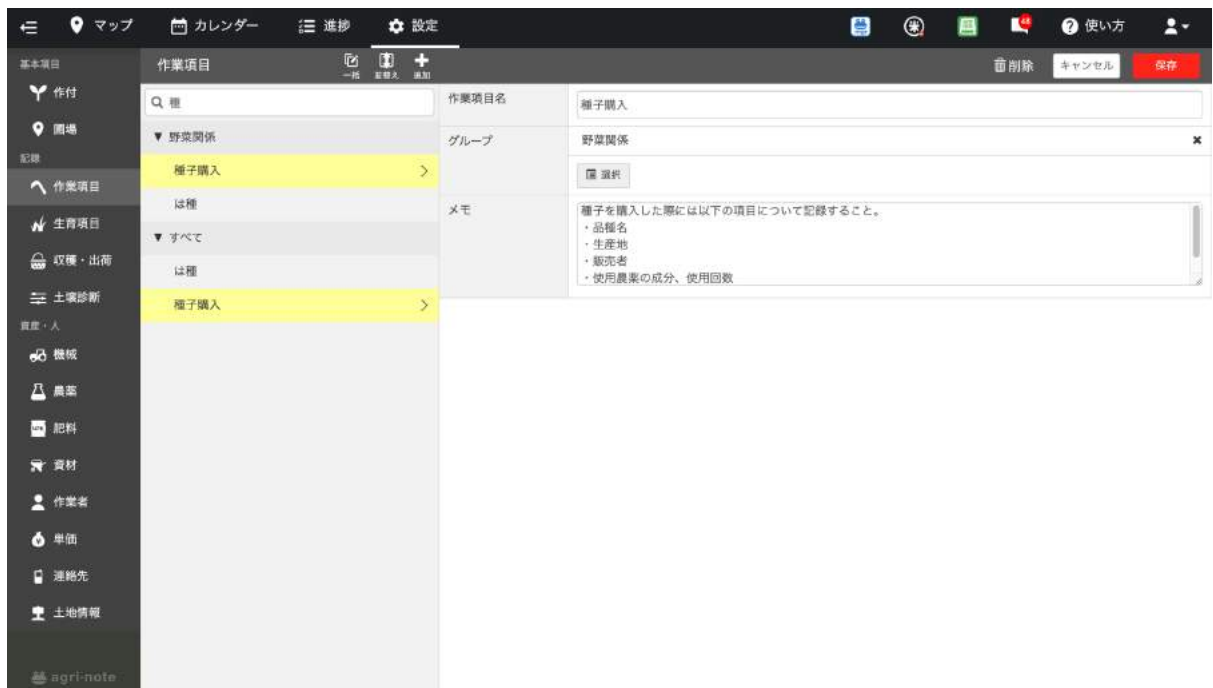 マップ
カレンダー
進捗
設定
48
使い方
基本項目
作付
圃場
記録
作業項目
生育項目
収穫・出荷
土壌診断
資産・人
機械
農薬
肥料
資材
作業者
単価
連絡先
土地情報
agri-note
作業項目
一括
並替え
追加
削除
キャンセル
保存
種
▼ 野菜関係
種子購入
は種
▼ すべて
は種
種子購入
作業項目名
種子購入
グループ
野菜関係
選択
メモ
種子を購入した際には以下の項目について記録すること。
・品種名
・生産地
・販売者
・使用農薬の成分、使用回数